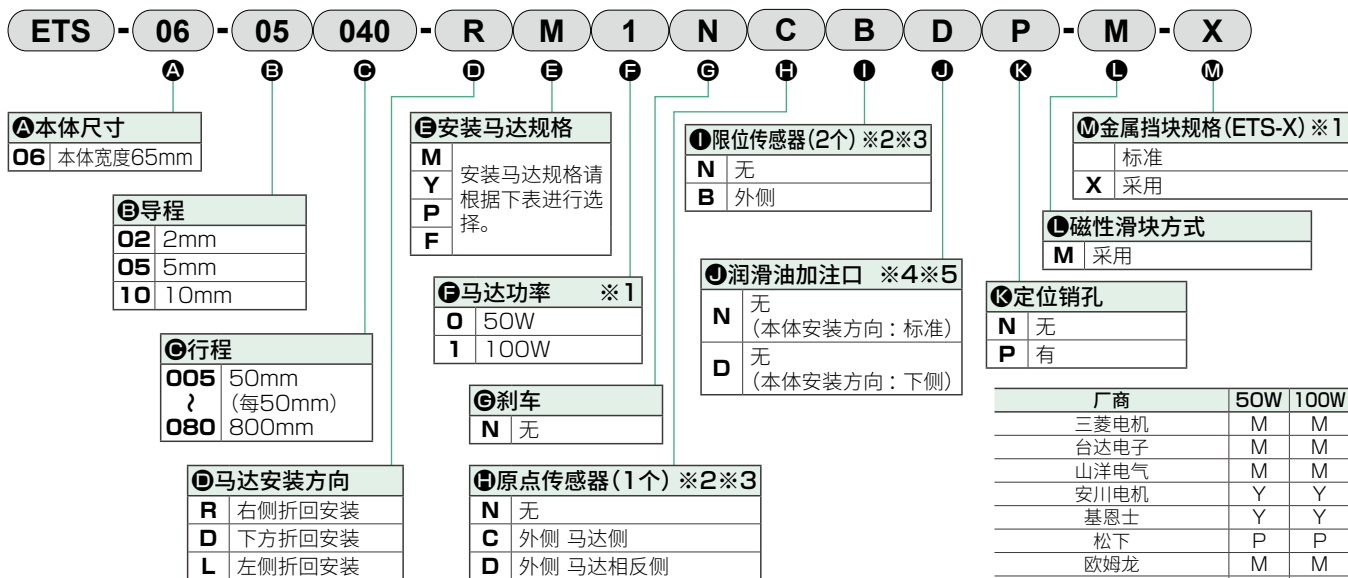 ETS - 06 - 05 040 - R M 1 N C B D P - M - X
A B C D E F G H I J K L M
A本体尺寸
06 本体宽度65mm
B导程
02 2mm
05 5mm
10 10mm
C行程
005 50mm
~ (每50mm)
080 800mm
D马达安装方向
R 右侧折回安装
D 下方折回安装
L 左侧折回安装
E安装马达规格
M
Y
P
F
安装马达规格请
根据下表进行选
择。
F马达功率 ※1
0 50W
1 100W
G刹车
N 无
H原点传感器(1个) ※2※3
N 无
C 外侧 马达侧
D 外侧 马达相反侧
I限位传感器(2个) ※2※3
N 无
B 外侧
J润滑油加注口 ※4※5
N 无
(本体安装方向:标准)
D 无
(本体安装方向:下侧)
K定位销孔
N 无
P 有
L磁性滑块方式
M 采用
M金属挡块规格(ETS-X) ※1
标准
X 采用
厂商 50W 100W
三菱电机 M M
台达电子 M M
山洋电气 M M
安川电机 Y Y
基恩士 Y Y
松下 P P
欧姆龙 M M